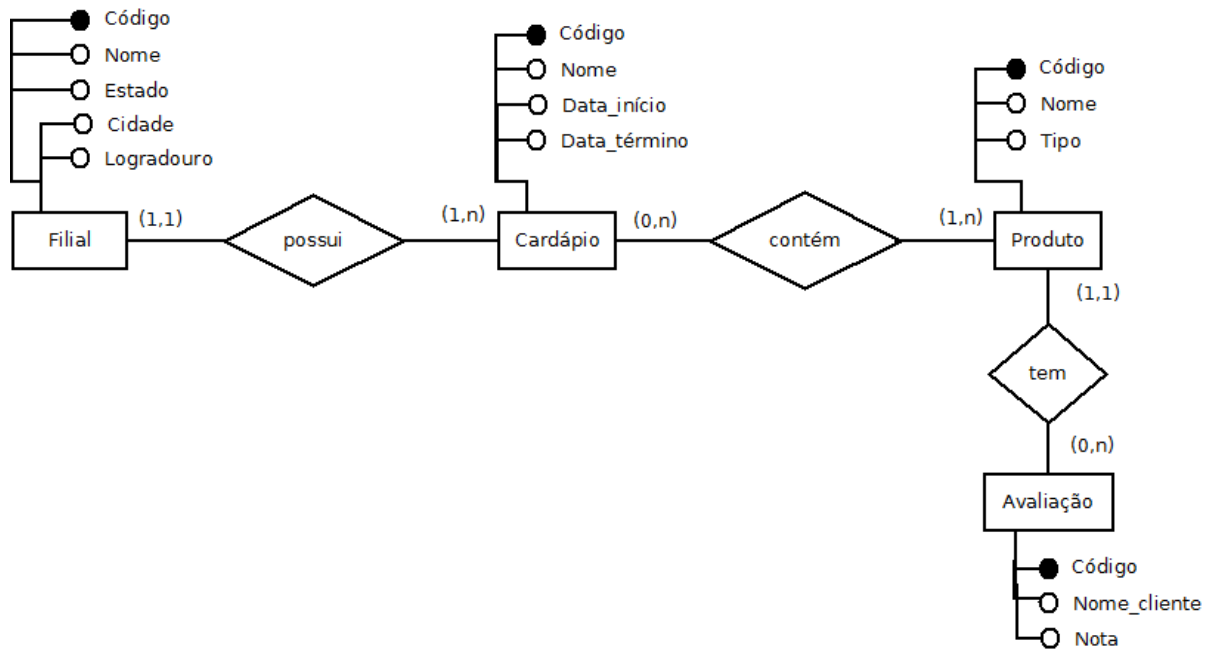 Código
Nome
Estado
Cidade
Logradouro
Código
Nome
Data_início
Data_término
Código
Nome
Tipo
Filial
(1,1)
possui
(1,n)
Cardápio
(0,n)
contém
(1,n)
Produto
(1,1)
tem
(0,n)
Avaliação
Código
Nome_cliente
Nota